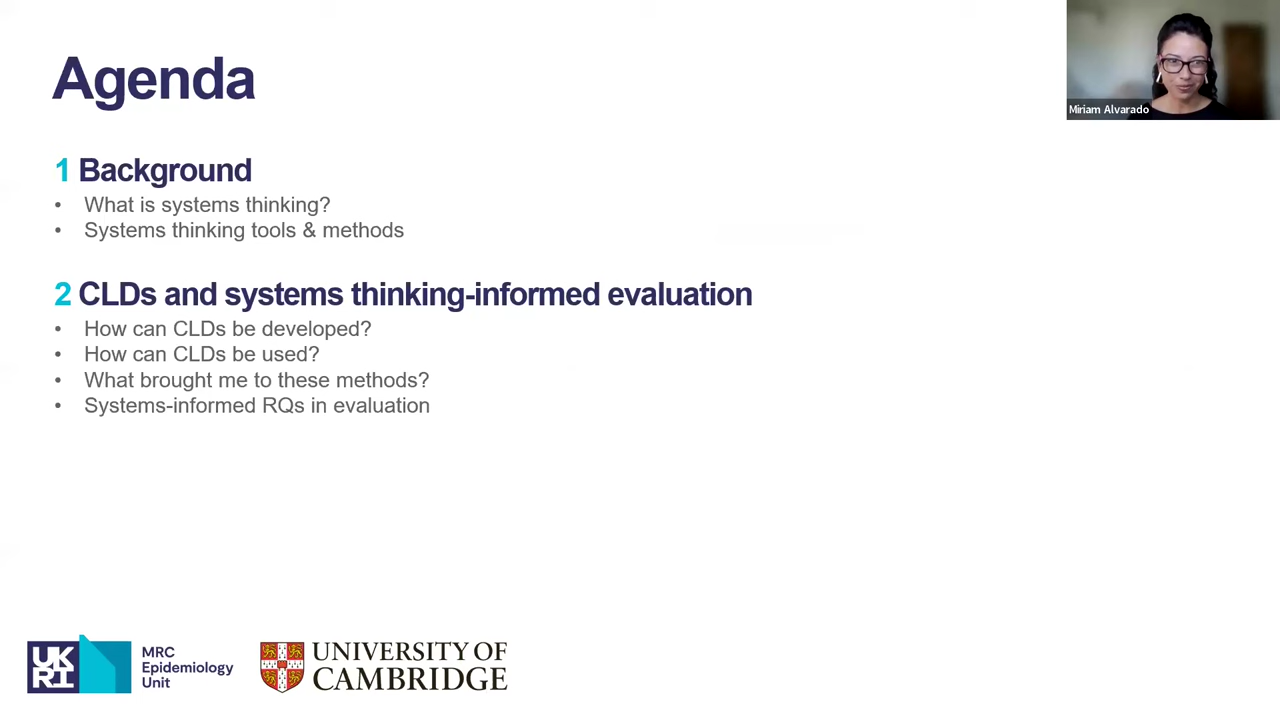 Agenda
Miriam Alvarado
1 Background
• What is systems thinking?
• Systems thinking tools & methods
2 CLDs and systems thinking-informed evaluation
• How can CLDs be developed?
• How can CLDs be used?
• What brought me to these methods?
• Systems-informed RQs in evaluation
UK
RI
MRC
Epidemiology
Unit
UNIVERSITY OF
CAMBRIDGE